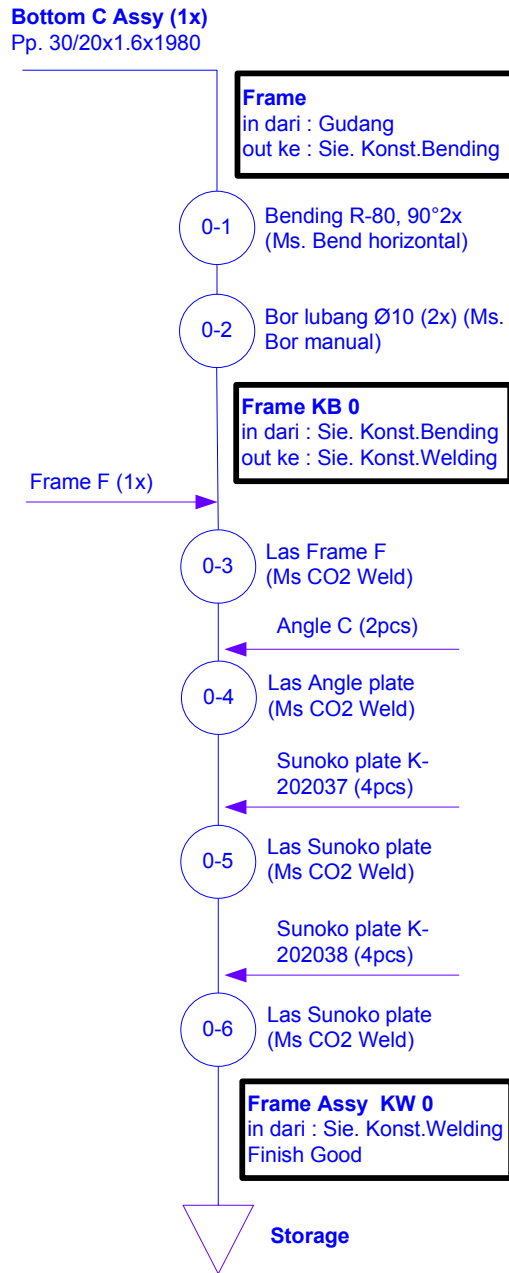 Bottom C Assy (1x)
Pp. 30/20x1.6x1980
Frame
in dari : Gudang
out ke : Sie. Konst.Bending
0-1
Bending R-80, 90°2x
(Ms. Bend horizontal)
0-2
Bor lubang Ø10 (2x) (Ms.
Bor manual)
Frame KB 0
in dari : Sie. Konst.Bending
out ke : Sie. Konst.Welding
Frame F (1x)
0-3
Las Frame F
(Ms CO2 Weld)
Angle C (2pcs)
0-4
Las Angle plate
(Ms CO2 Weld)
Sunoko plate K-
202037 (4pcs)
0-5
Las Sunoko plate
(Ms CO2 Weld)
Sunoko plate K-
202038 (4pcs)
0-6
Las Sunoko plate
(Ms CO2 Weld)
Frame Assy  KW 0
in dari : Sie. Konst.Welding
Finish Good
Storage